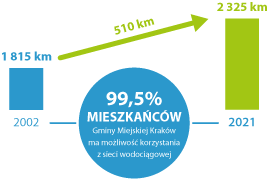 2 325 km
510 km
1 815 km
99,5%
MIESZKAŃCÓW
Gminy Miejskiej Kraków
ma możliwość korzystania
z sieci wodociągowej
2002
2021